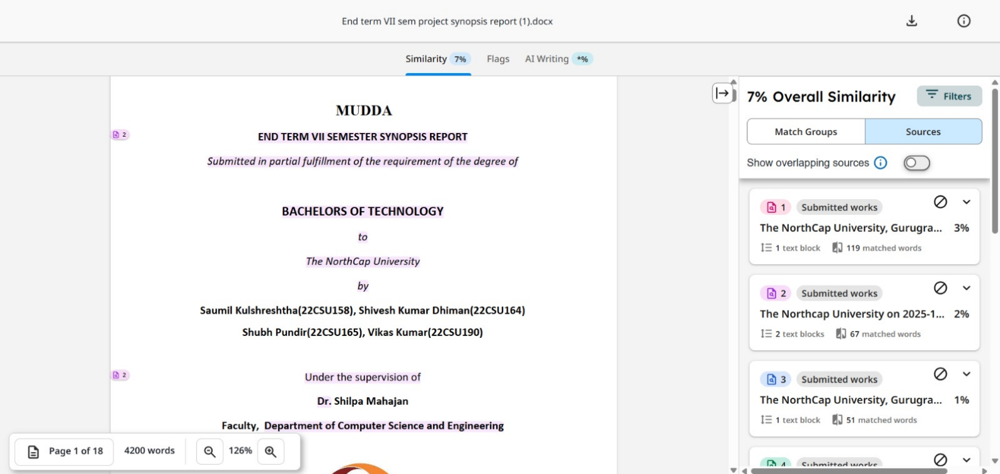 End term VII sem project synopsis report (1).docx
Similarity 7% Flags AI Writing *%
MUDDA
2
END TERM VII SEMESTER SYNOPSIS REPORT
Submitted in partial fulfillment of the requirement of the degree of
BACHELORS OF TECHNOLOGY
to
The NorthCap University
by
Saumil Kulshreshtha(22CSU158), Shivesh Kumar Dhiman(22CSU164)
Shubh Pundir(22CSU165), Vikas Kumar(22CSU190)
2
Under the supervision of
Dr. Shilpa Mahajan
Faculty, Department of Computer Science and Engineering
Page 1 of 18 4200 words 126%
7% Overall Similarity Filters
Match Groups Sources
Show overlapping sources
1 Submitted works
The NorthCap University, Gurugra... 3%
1 text block 119 matched words
2 Submitted works
The Northcap University on 2025-1... 2%
2 text blocks 67 matched words
3 Submitted works
The NorthCap University, Gurugra... 1%
1 text block 51 matched words
4 Submitted works